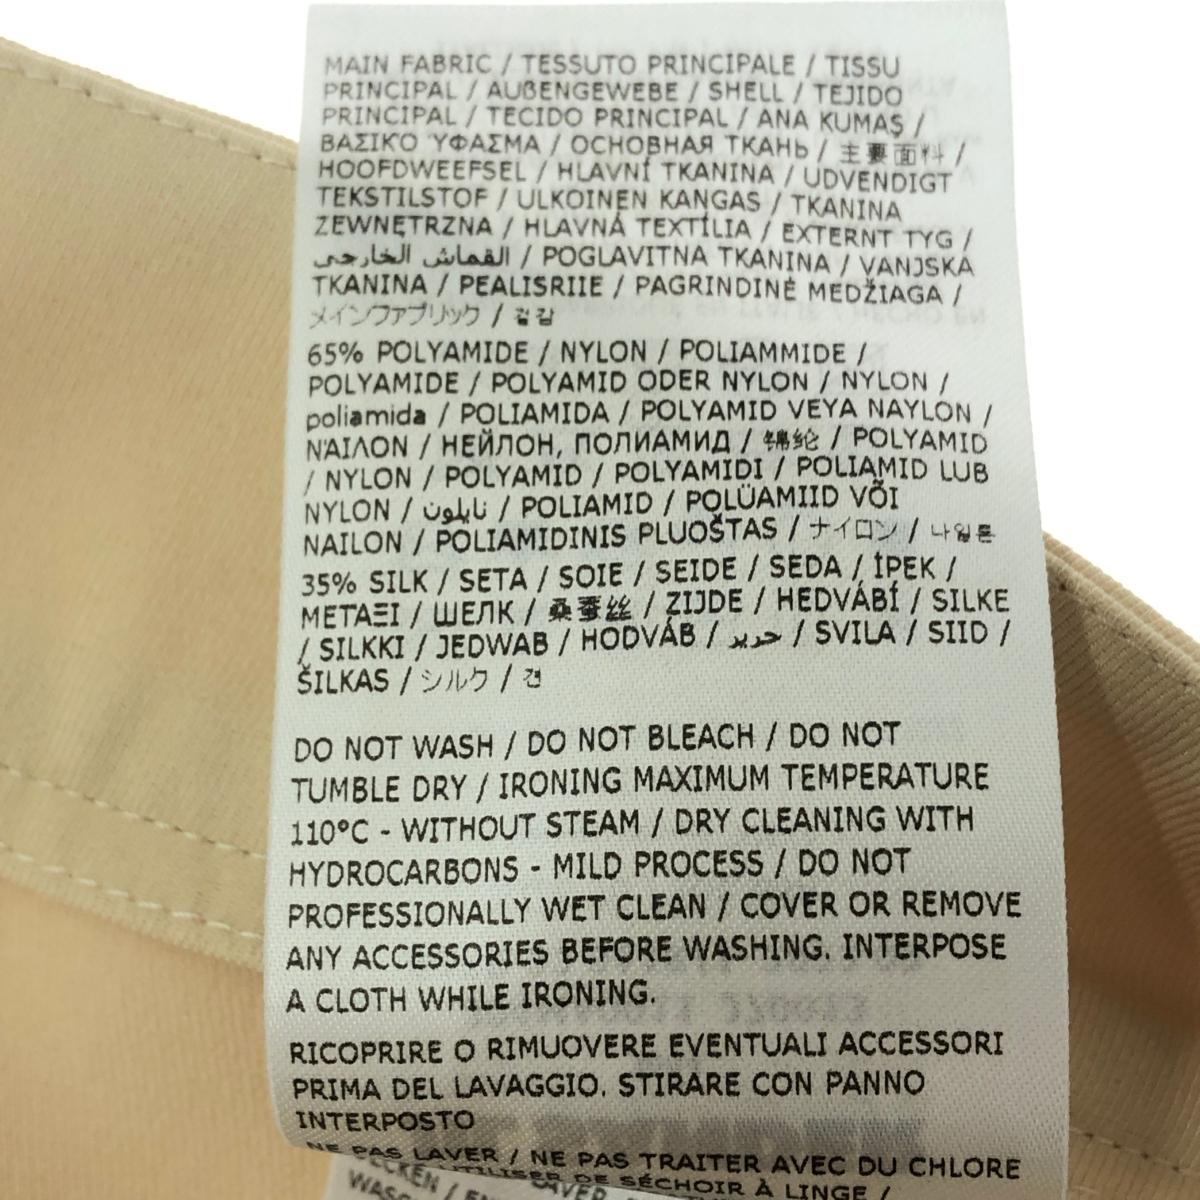 MAIN FABRIC / TESSUTO PRINCIPALE / TISSU
PRINCIPAL / AUßENGEWEBE / SHELL / TEJIDO
PRINCIPAL / TECIDO PRINCIPAL / ANA KUMAŞ /
ΒΑΣΙΚΌ ΎΦΑΣΜΑ / ОСНОВНАЯ ТКАНЬ / 主要面料 /
HOOFDWEEFSEL / HLAVNÍ TKANINA / UDVENDIGT
TEKSTILSTOF / ULKOINEN KANGAS / TKANINA
ZEWNĘTRZNA / HLAVNÁ TEXTÍLIA / EXTERNT TYG /
القماش الخارجي / POGLAVITNA TKANINA / VANJSKA
TKANINA / PEALISRIIE / PAGRINDINĖ MEDŽIAGA /
メインファブリック / 겉감
65% POLYAMIDE / NYLON / POLIAMMIDE /
POLYAMIDE / POLYAMID ODER NYLON / NYLON /
poliamida / POLIAMIDA / POLYAMID VEYA NAYLON /
ΝΆΙΛΟΝ / НЕЙЛОН, ПОЛИАМИД / 锦纶 / POLYAMID
/ NYLON / POLYAMID / POLYAMIDI / POLIAMID LUB
NYLON / نايلون / POLIAMID / POLÜAMIID VÕI
NAILON / POLIAMIDINIS PLUOŠTAS / ナイロン / 나일론
35% SILK / SETA / SOIE / SEIDE / SEDA / İPEK /
ΜΕΤΑΞΙ / ШЕЛК / 桑蚕丝 / ZIJDE / HEDVÁBÍ / SILKE
/ SILKKI / JEDWAB / HODVÁB / حرير / SVILA / SIID /
ŠILKAS / シルク / 견
DO NOT WASH / DO NOT BLEACH / DO NOT
TUMBLE DRY / IRONING MAXIMUM TEMPERATURE
110°C - WITHOUT STEAM / DRY CLEANING WITH
HYDROCARBONS - MILD PROCESS / DO NOT
PROFESSIONALLY WET CLEAN / COVER OR REMOVE
ANY ACCESSORIES BEFORE WASHING. INTERPOSE
A CLOTH WHILE IRONING.
RICOPRIRE O RIMUOVERE EVENTUALI ACCESSORI
PRIMA DEL LAVAGGIO. STIRARE CON PANNO
INTERPOSTO
NE PAS LAVER / NE PAS TRAITER AVEC DU CHLORE
UTILISER DE SÉCHOIR À LINGE /